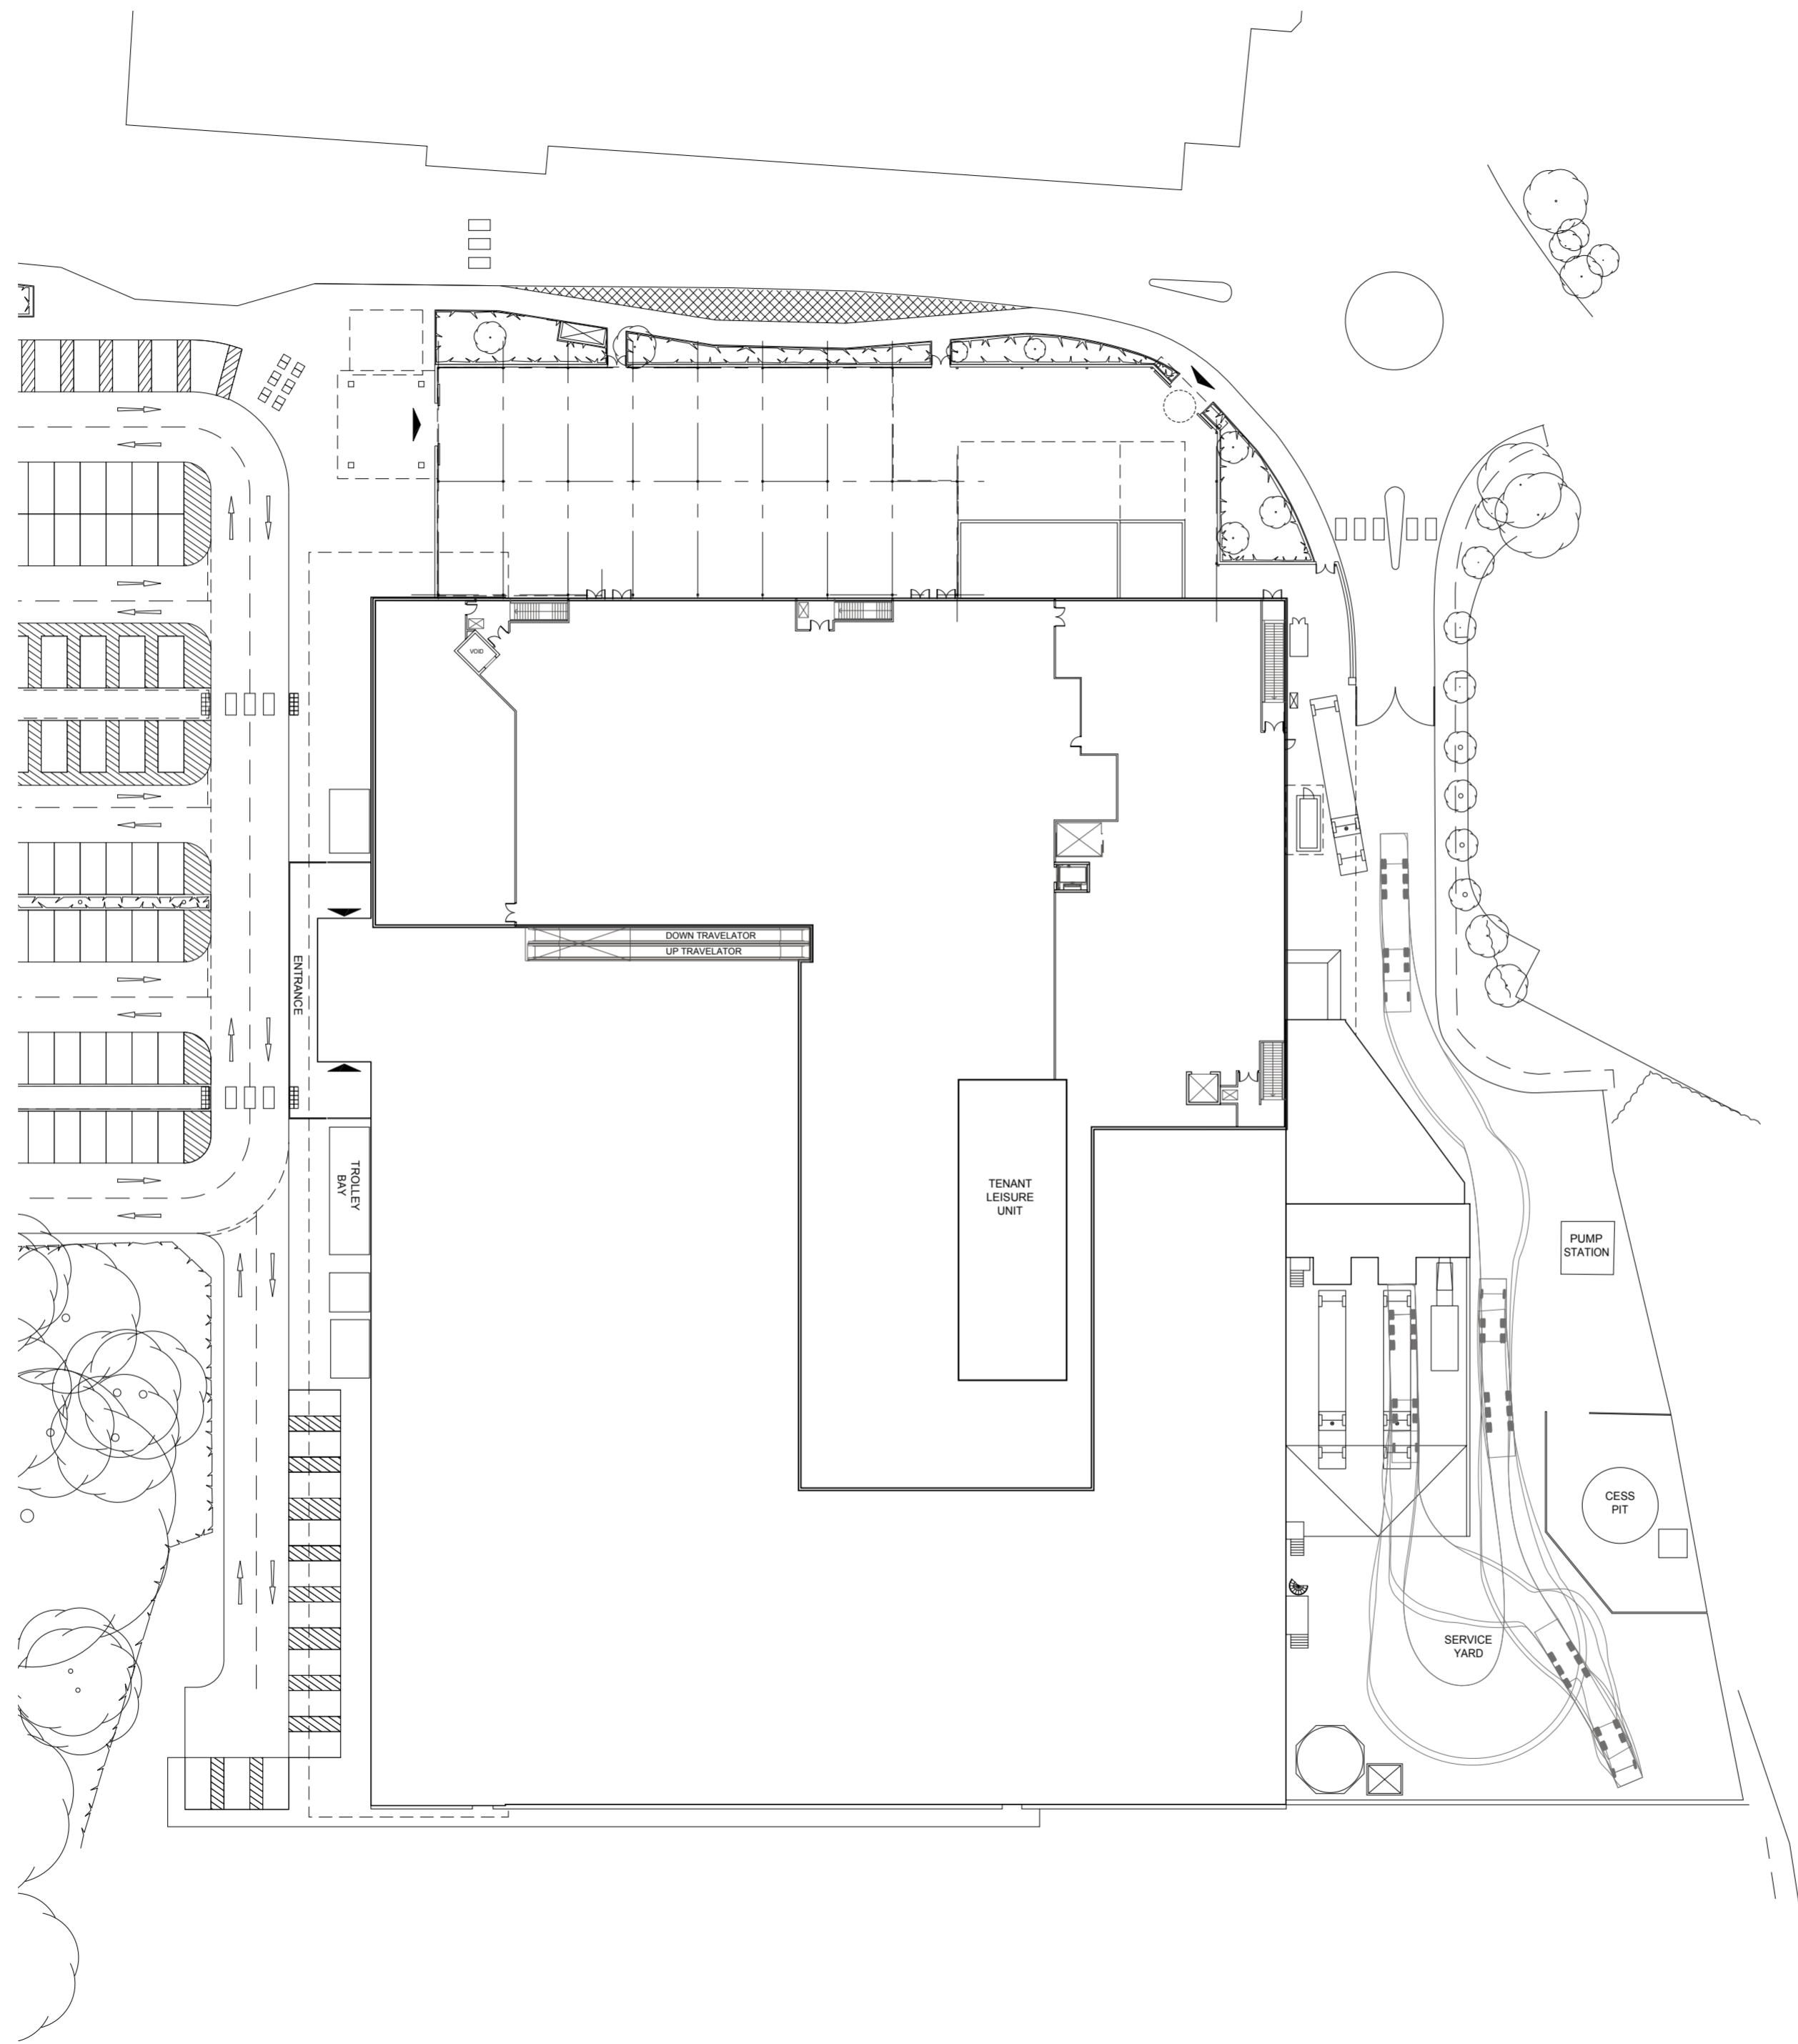 VOID
DOWN TRAVELATOR
UP TRAVELATOR
ENTRANCE
TROLLEY
BAY
TENANT
LEISURE
UNIT
PUMP
STATION
CESS
PIT
SERVICE
YARD